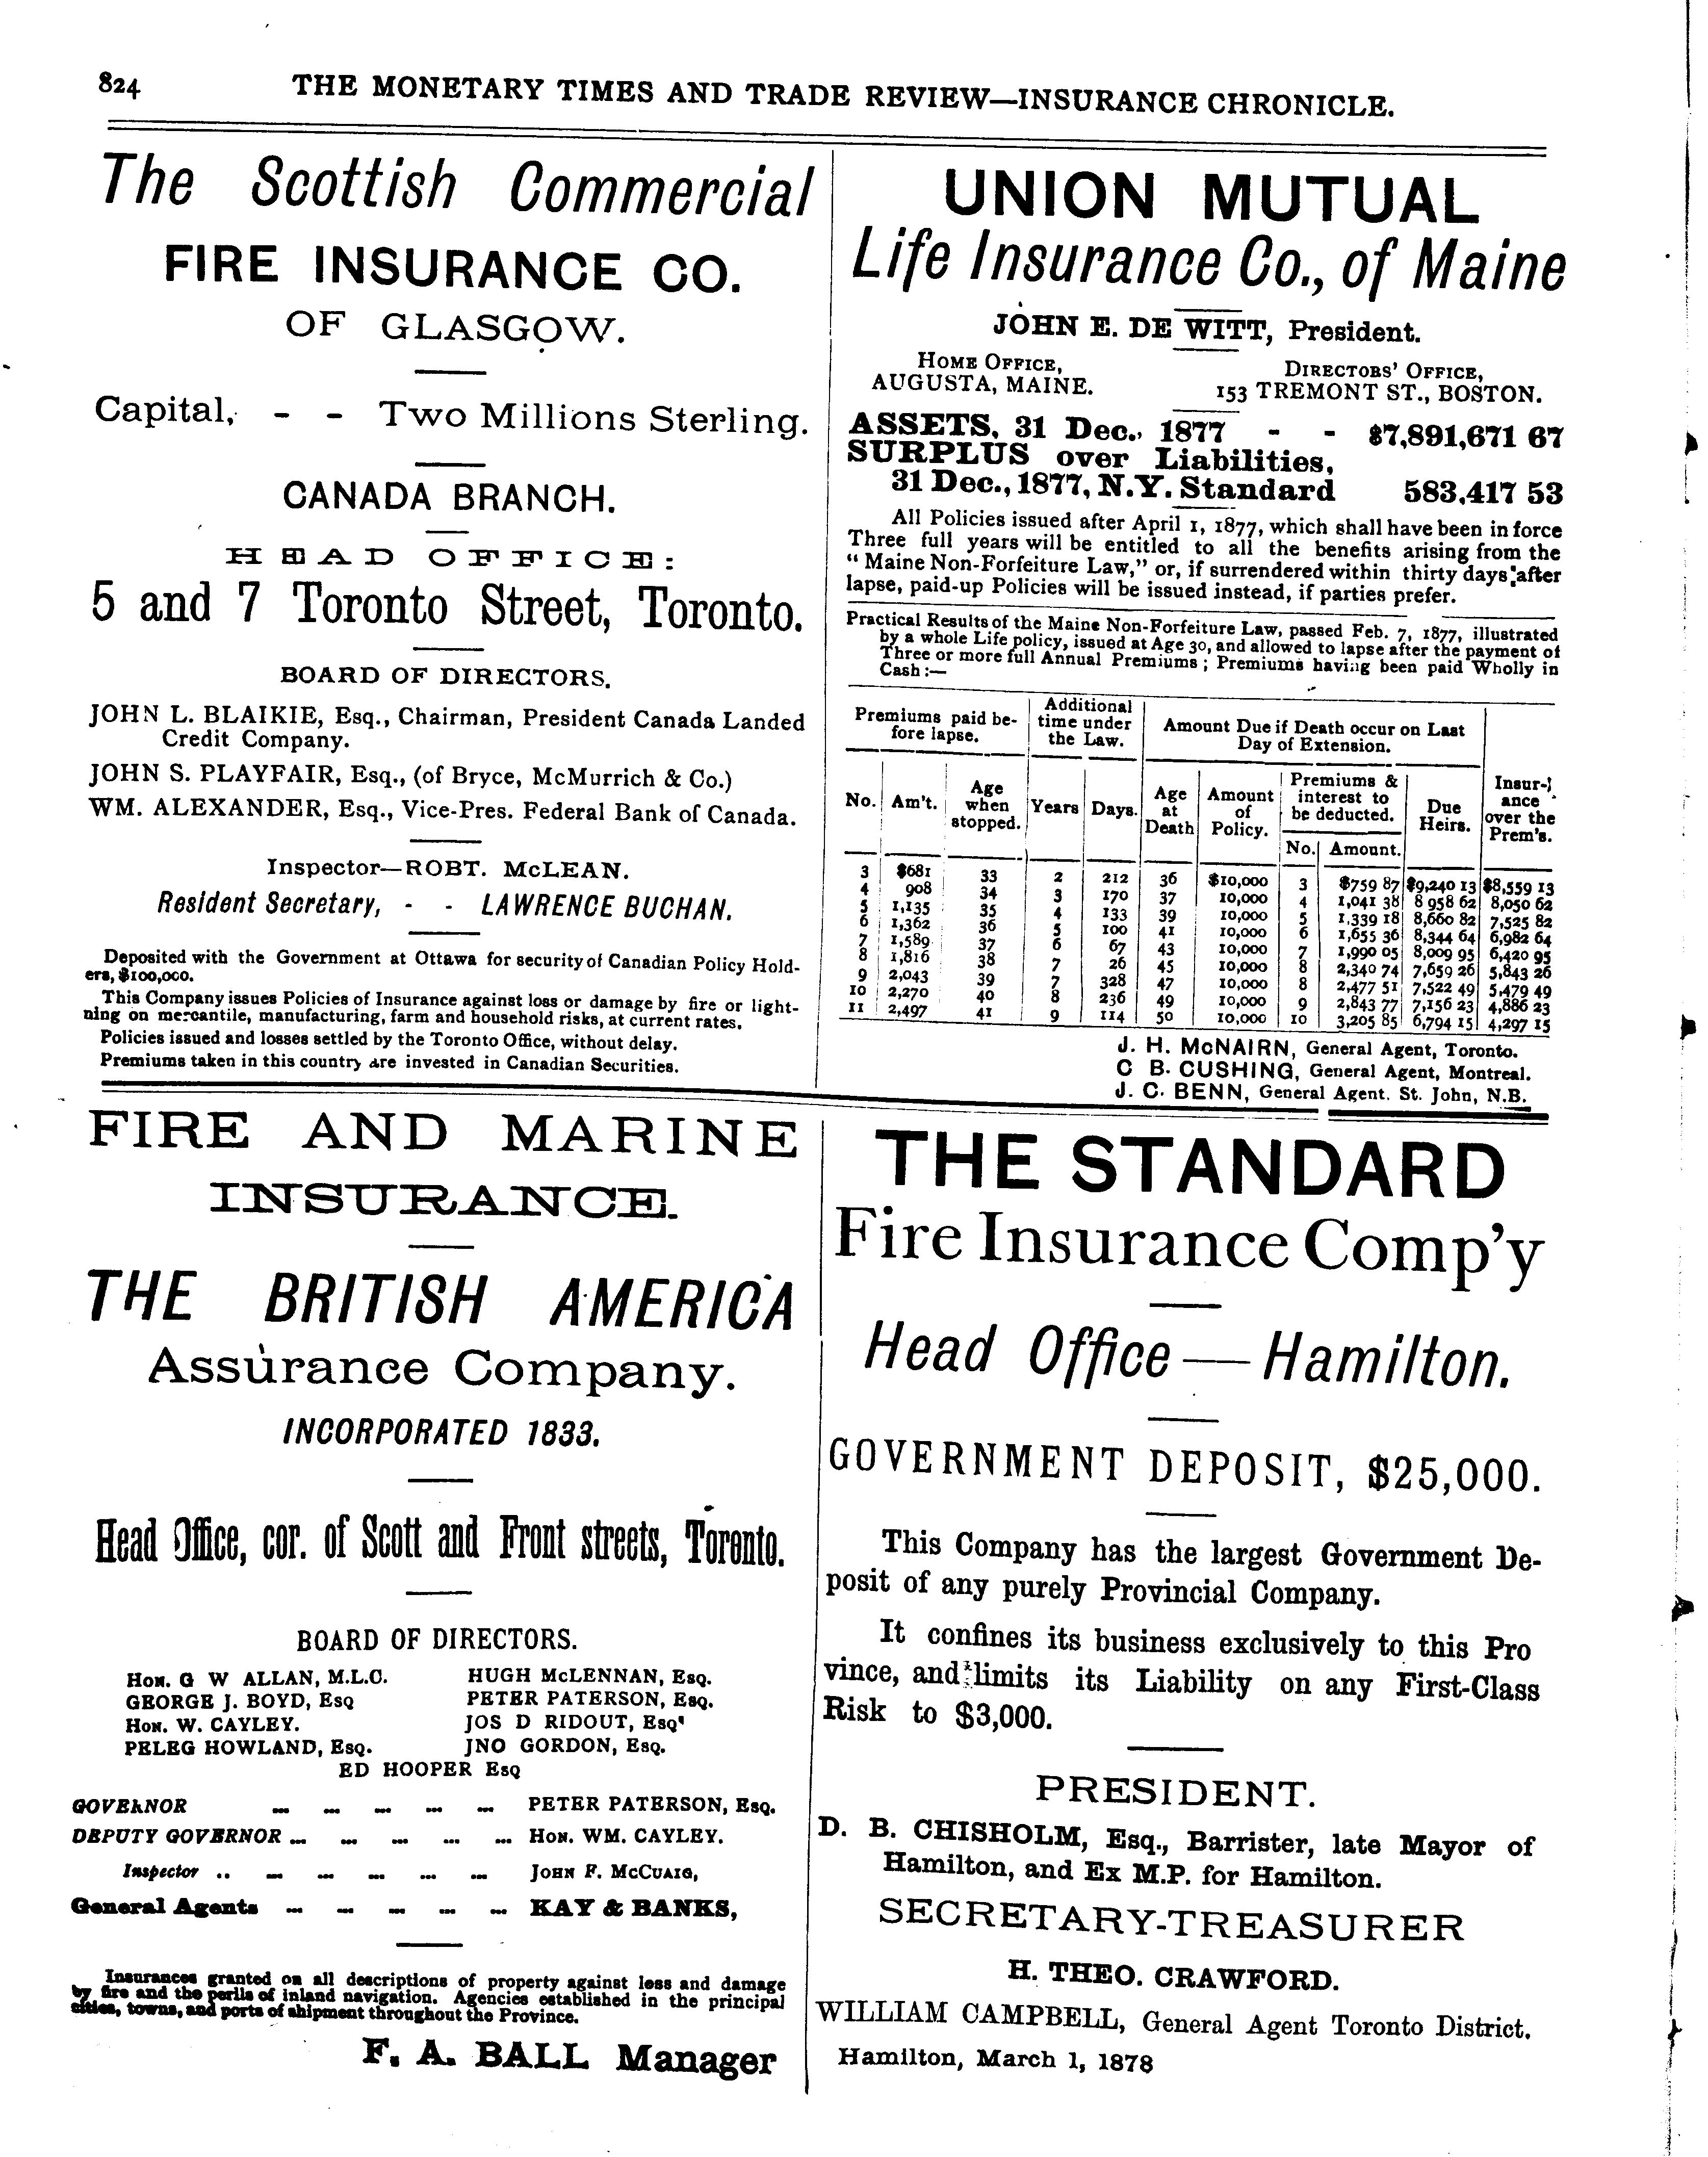 824 THE MONETARY TIMES AND TRADE REVIEW—INSURANCE CHRONICLE.
The Scottish Commercial
FIRE INSURANCE CO.
OF GLASGOW.
Capital, - - Two Millions Sterling.
CANADA BRANCH.
HEAD OFFICE:
5 and 7 Toronto Street, Toronto.
BOARD OF DIRECTORS.
JOHN L. BLAIKIE, Esq., Chairman, President Canada Landed
Credit Company.
JOHN S. PLAYFAIR, Esq., (of Bryce, McMurrich & Co.)
WM. ALEXANDER, Esq., Vice-Pres. Federal Bank of Canada.
Inspector—ROBT. McLEAN.
Resident Secretary, - - LAWRENCE BUCHAN.
Deposited with the Government at Ottawa for security of Canadian Policy Hold-
ers, $100,000.
This Company issues Policies of Insurance against loss or damage by fire or light-
ning on mercantile, manufacturing, farm and household risks, at current rates.
Policies issued and losses settled by the Toronto Office, without delay.
Premiums taken in this country are invested in Canadian Securities.
UNION MUTUAL
Life Insurance Co., of Maine
JOHN E. DE WITT, President.
HOME OFFICE,
AUGUSTA, MAINE.
DIRECTORS' OFFICE,
153 TREMONT ST., BOSTON.
ASSETS, 31 Dec., 1877 - - $7,891,671 67
SURPLUS over Liabilities,
31 Dec., 1877, N.Y. Standard 583,417 53
All Policies issued after April 1, 1877, which shall have been in force
Three full years will be entitled to all the benefits arising from the
" Maine Non-Forfeiture Law," or, if surrendered within thirty days after
lapse, paid-up Policies will be issued instead, if parties prefer.
Practical Results of the Maine Non-Forfeiture Law, passed Feb. 7, 1877, illustrated
by a whole Life policy, issued at Age 30, and allowed to lapse after the payment of
Three or more full Annual Premiums ; Premiums having been paid Wholly in
Cash :—
Premiums paid be-
fore lapse.
Additional
time under
the Law.
Amount Due if Death occur on Last
Day of Extension.
No. Am't. Age when stopped. Years Days. Age at Death Amount of Policy. Premiums & interest to be deducted. No. Amount. Due Heirs. Insur-ance over the Prem's.
3 $681 33 2 212 36 $10,000 3 $759 87 $9,240 13 $8,559 13
4 908 34 3 170 37 10,000 4 1,041 38 8 958 62 8,050 62
5 1,135 35 4 133 39 10,000 5 1,339 18 8,660 82 7,525 82
6 1,362 36 5 100 41 10,000 6 1,655 36 8,344 64 6,982 64
7 1,589 37 6 67 43 10,000 7 1,990 05 8,009 95 6,420 95
8 1,816 38 7 26 45 10,000 8 2,340 74 7,659 26 5,843 26
9 2,043 39 7 328 47 10,000 8 2,477 51 7,522 49 5,479 49
10 2,270 40 8 236 49 10,000 9 2,843 77 7,156 23 4,886 23
11 2,497 41 9 114 50 10,000 10 3,205 85 6,794 15 4,297 15
J. H. McNAIRN, General Agent, Toronto.
C B. CUSHING, General Agent, Montreal.
J. C. BENN, General Agent. St. John, N.B.
FIRE AND MARINE
INSURANCE.
THE BRITISH AMERICA
Assurance Company.
INCORPORATED 1833.
Head Office, cor. of Scott and Front streets, Toronto.
BOARD OF DIRECTORS.
HON. G W ALLAN, M.L.C. HUGH McLENNAN, ESQ.
GEORGE J. BOYD, ESQ PETER PATERSON, ESQ.
HON. W. CAYLEY. JOS D RIDOUT, ESQ'
PELEG HOWLAND, ESQ. JNO GORDON, ESQ.
ED HOOPER ESQ
GOVERNOR PETER PATERSON, ESQ.
DEPUTY GOVERNOR HON. WM. CAYLEY.
Inspector JOHN F. McCUAIG,
General Agents KAY & BANKS,
Insurances granted on all descriptions of property against loss and damage
by fire and the perils of inland navigation. Agencies established in the principal
cities, towns, and ports of shipment throughout the Province.
F. A. BALL Manager
THE STANDARD
Fire Insurance Comp'y
Head Office — Hamilton.
GOVERNMENT DEPOSIT, $25,000.
This Company has the largest Government De-
posit of any purely Provincial Company.
It confines its business exclusively to this Pro
vince, and limits its Liability on any First-Class
Risk to $3,000.
PRESIDENT.
D. B. CHISHOLM, Esq., Barrister, late Mayor of
Hamilton, and Ex M.P. for Hamilton.
SECRETARY-TREASURER
H. THEO. CRAWFORD.
WILLIAM CAMPBELL, General Agent Toronto District.
Hamilton, March 1, 1878